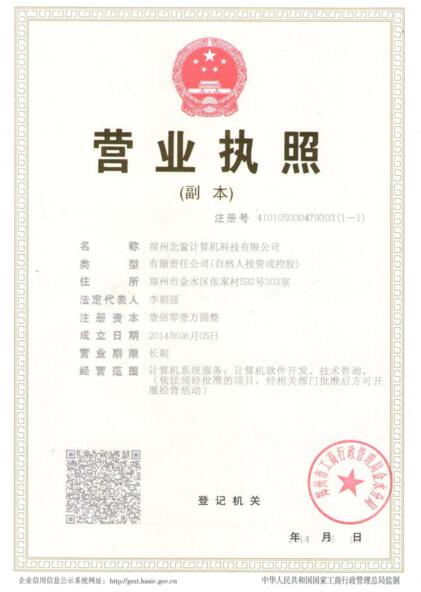 营业执照
(副 本)
注册号 410105000479303(1-1)
名 称 郑州北鲨计算机科技有限公司
类 型 有限责任公司(自然人投资或控股)
住 所 郑州市金水区张家村592号303室
法定代表人 李朝强
注册资本 壹佰零壹万圆整
成立日期 2014年06月05日
营业期限 长期
经营范围 计算机系统服务;计算机软件开发、技术咨询。
(依法须经批准的项目,经相关部门批准后方可开
展经营活动)
郑州市工商行政管理局金水分局
登记机关
年 月 日
企业信用信息公示系统网址:http://gsxt.haaic.gov.cn
中华人民共和国国家工商行政管理总局监制